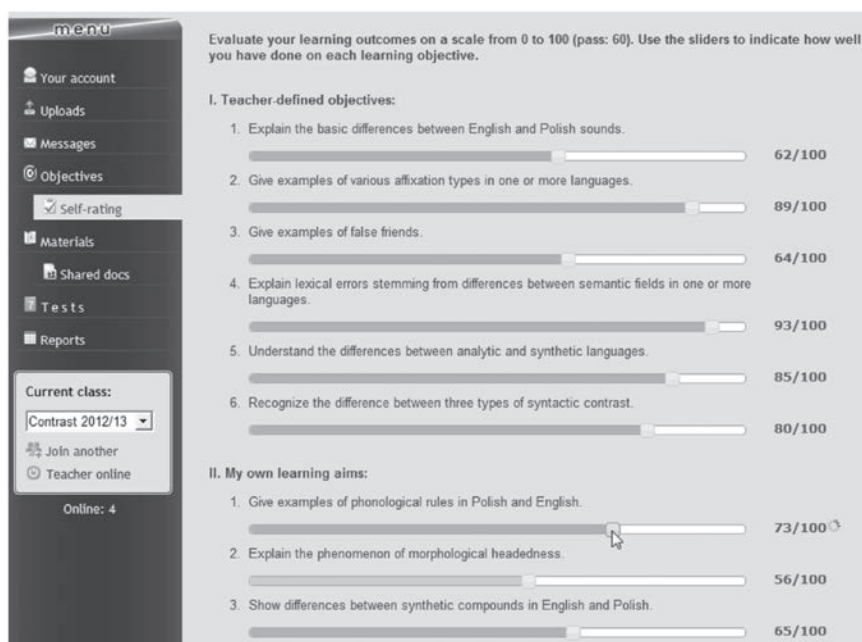 menu
Your account
Uploads
Messages
Objectives
Self-rating
Materials
Shared docs
Tests
Reports
Current class:
Contrast 2012/13
Join another
Teacher online
Online: 4
Evaluate your learning outcomes on a scale from 0 to 100 (pass: 60). Use the sliders to indicate how well
you have done on each learning objective.
I. Teacher-defined objectives:
1. Explain the basic differences between English and Polish sounds.
62/100
2. Give examples of various affixation types in one or more languages.
89/100
3. Give examples of false friends.
64/100
4. Explain lexical errors stemming from differences between semantic fields in one or more
languages.
93/100
5. Understand the differences between analytic and synthetic languages.
85/100
6. Recognize the difference between three types of syntactic contrast.
80/100
II. My own learning aims:
1. Give examples of phonological rules in Polish and English.
73/100
2. Explain the phenomenon of morphological headedness.
56/100
3. Show differences between synthetic compounds in English and Polish.
65/100